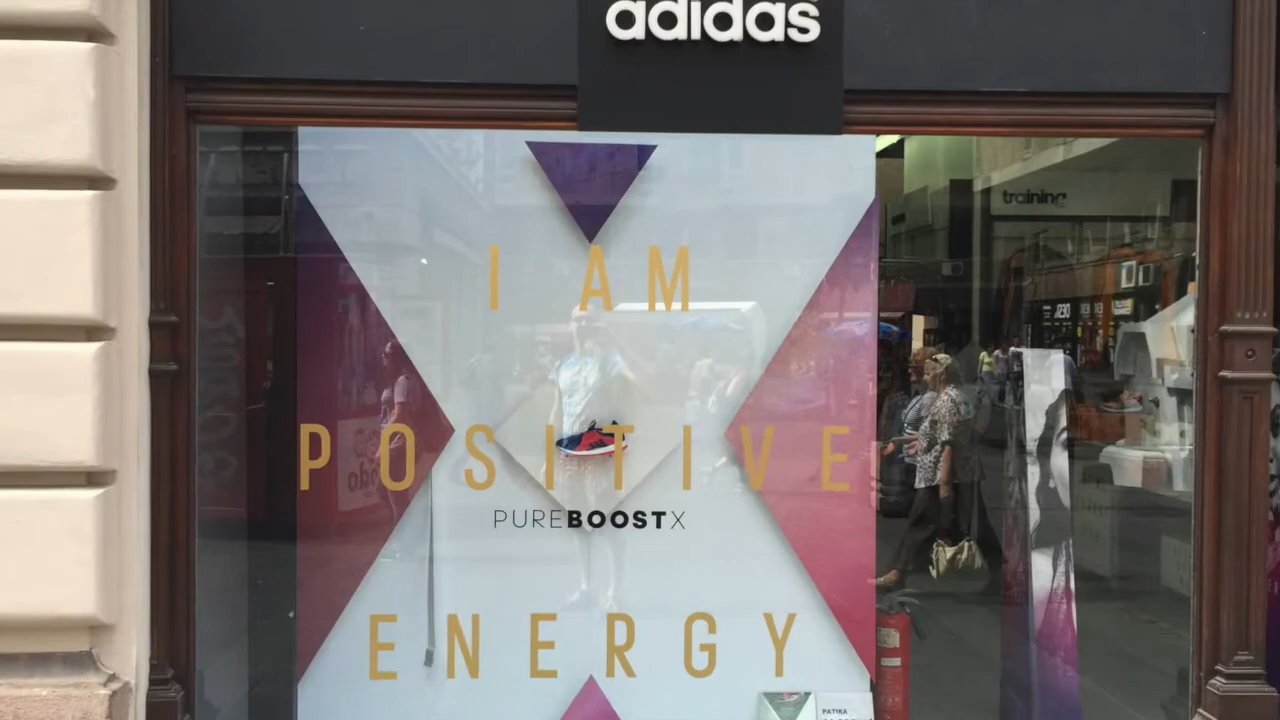 adidas
training
I AM
POSITIVE
PUREBOOSTX
ENERGY
PATIKA